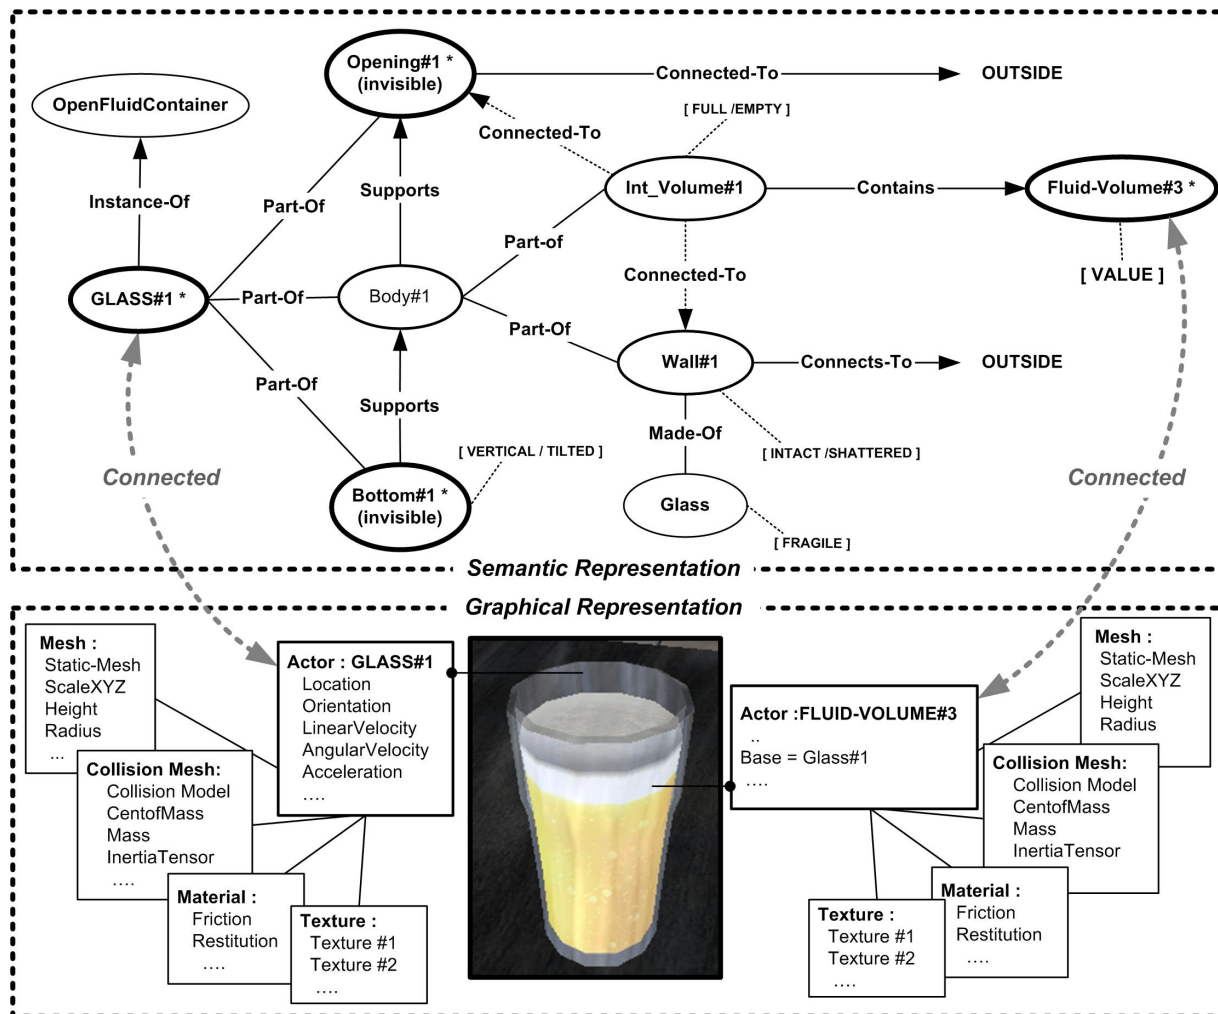 Opening#1 *
(invisible)
Connected-To
OUTSIDE
OpenFluidContainer
[ FULL /EMPTY ]
Connected-To
Instance-Of
Supports
Part-Of
Int_Volume#1
Contains
Fluid-Volume#3 *
Part-of
Connected-To
[ VALUE ]
GLASS#1 *
Part-Of
Body#1
Part-Of
Wall#1
Connects-To
OUTSIDE
Part-Of
Supports
Made-Of
[ VERTICAL / TILTED ]
[ INTACT /SHATTERED ]
Connected
Connected
Bottom#1 *
(invisible)
Glass
[ FRAGILE ]
Semantic Representation
Graphical Representation
Mesh :
Static-Mesh
ScaleXYZ
Height
Radius
...
Collision Mesh:
Collision Model
CentofMass
Mass
InertiaTensor
....
Material :
Friction
Restitution
....
Texture :
Texture #1
Texture #2
....
Actor : GLASS#1
Location
Orientation
LinearVelocity
AngularVelocity
Acceleration
....
Actor :FLUID-VOLUME#3
..
Base = Glass#1
....
Mesh :
Static-Mesh
ScaleXYZ
Height
Radius
Collision Mesh:
Collision Model
CentofMass
Mass
InertiaTensor
Material :
Friction
Restitution
....
Texture :
Texture #1
Texture #2
....